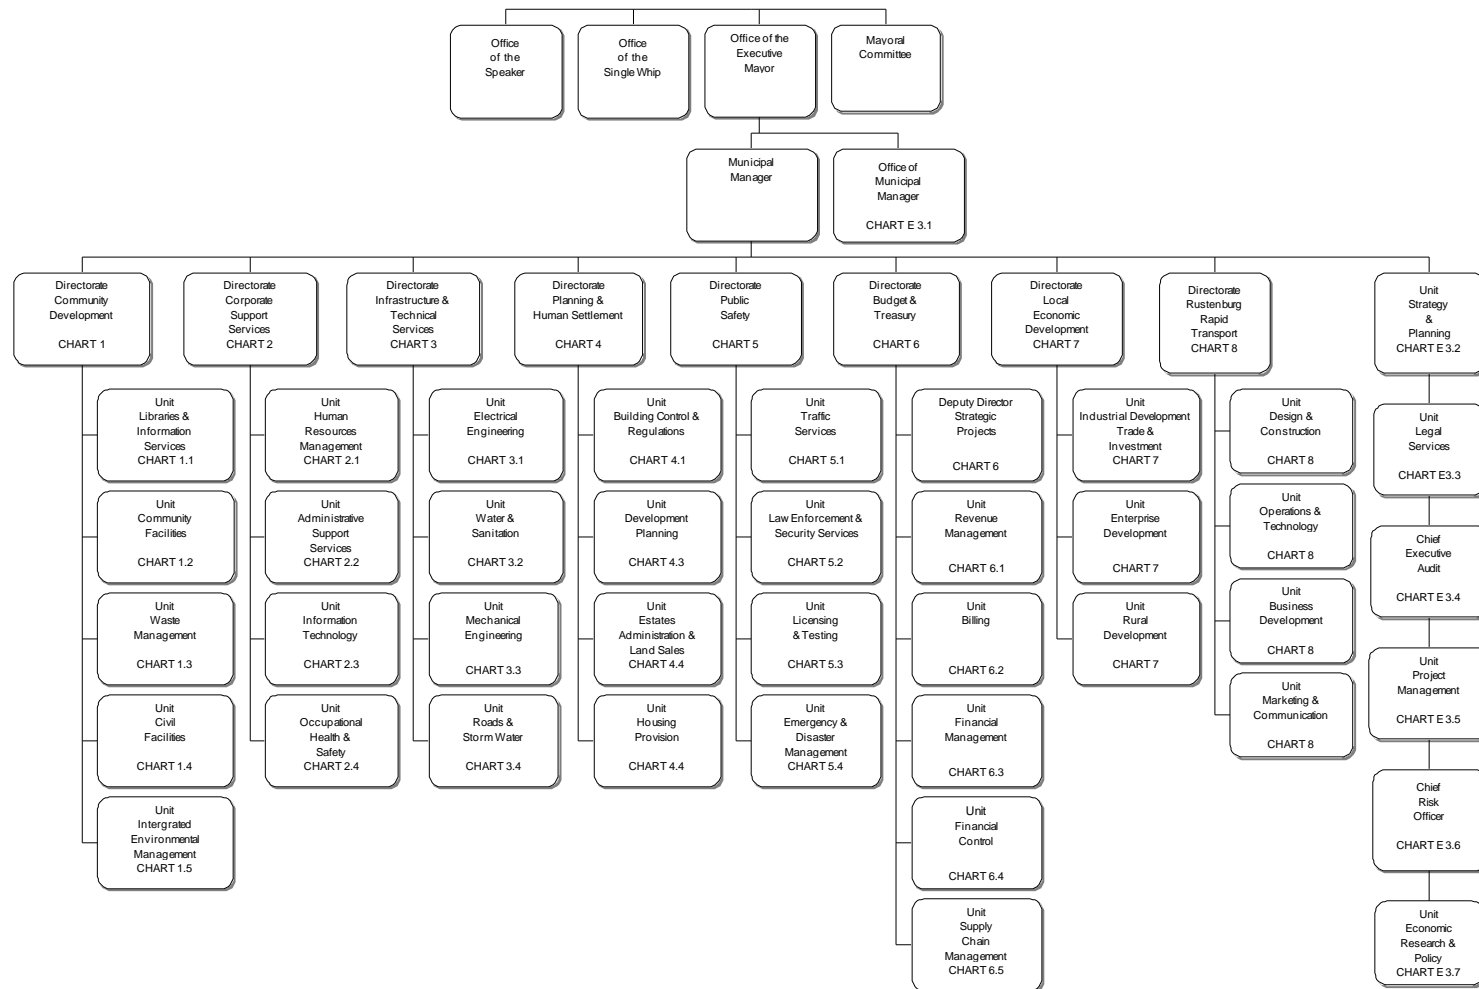 Office
of the
Speaker
Office
of the
Single Whip
Office of the
Executive
Mayor
Mayoral
Committee
Municipal
Manager
Office of
Municipal
Manager
CHART E 3.1
Directorate
Community
Development
CHART 1
Directorate
Corporate
Support
Services
CHART 2
Directorate
Infrastructure &
Technical
Services
CHART 3
Directorate
Planning &
Human Settlement
CHART 4
Directorate
Public
Safety
CHART 5
Directorate
Budget &
Treasury
CHART 6
Directorate
Local
Economic
Development
CHART 7
Directorate
Rustenburg
Rapid
Transport
CHART 8
Unit
Strategy
&
Planning
CHART E 3.2
Unit
Libraries &
Information
Services
CHART 1.1
Unit
Community
Facilities
CHART 1.2
Unit
Waste
Management
CHART 1.3
Unit
Civil
Facilities
CHART 1.4
Unit
Intergrated
Environmental
Management
CHART 1.5
Unit
Human
Resources
Management
CHART 2.1
Unit
Administrative
Support
Services
CHART 2.2
Unit
Information
Technology
CHART 2.3
Unit
Occupational
Health &
Safety
CHART 2.4
Unit
Electrical
Engineering
CHART 3.1
Unit
Water &
Sanitation
CHART 3.2
Unit
Mechanical
Engineering
CHART 3.3
Unit
Roads &
Storm Water
CHART 3.4
Unit
Building Control &
Regulations
CHART 4.1
Unit
Development
Planning
CHART 4.3
Unit
Estates
Administration &
Land Sales
CHART 4.4
Unit
Housing
Provision
CHART 4.4
Unit
Traffic
Services
CHART 5.1
Unit
Law Enforcement &
Security Services
CHART 5.2
Unit
Licensing
& Testing
CHART 5.3
Unit
Emergency &
Disaster
Management
CHART 5.4
Deputy Director
Strategic
Projects
CHART 6
Unit
Revenue
Management
CHART 6.1
Unit
Billing
CHART 6.2
Unit
Financial
Management
CHART 6.3
Unit
Financial
Control
CHART 6.4
Unit
Supply
Chain
Management
CHART 6.5
Unit
Industrial Development
Trade &
Investment
CHART 7
Unit
Enterprise
Development
CHART 7
Unit
Rural
Development
CHART 7
Unit
Design &
Construction
CHART 8
Unit
Operations &
Technology
CHART 8
Unit
Business
Development
CHART 8
Unit
Marketing &
Communication
CHART 8
Unit
Legal
Services
CHART E3.3
Chief
Executive
Audit
CHART E 3.4
Unit
Project
Management
CHART E 3.5
Chief
Risk
Officer
CHART E 3.6
Unit
Economic
Research &
Policy
CHART E 3.7